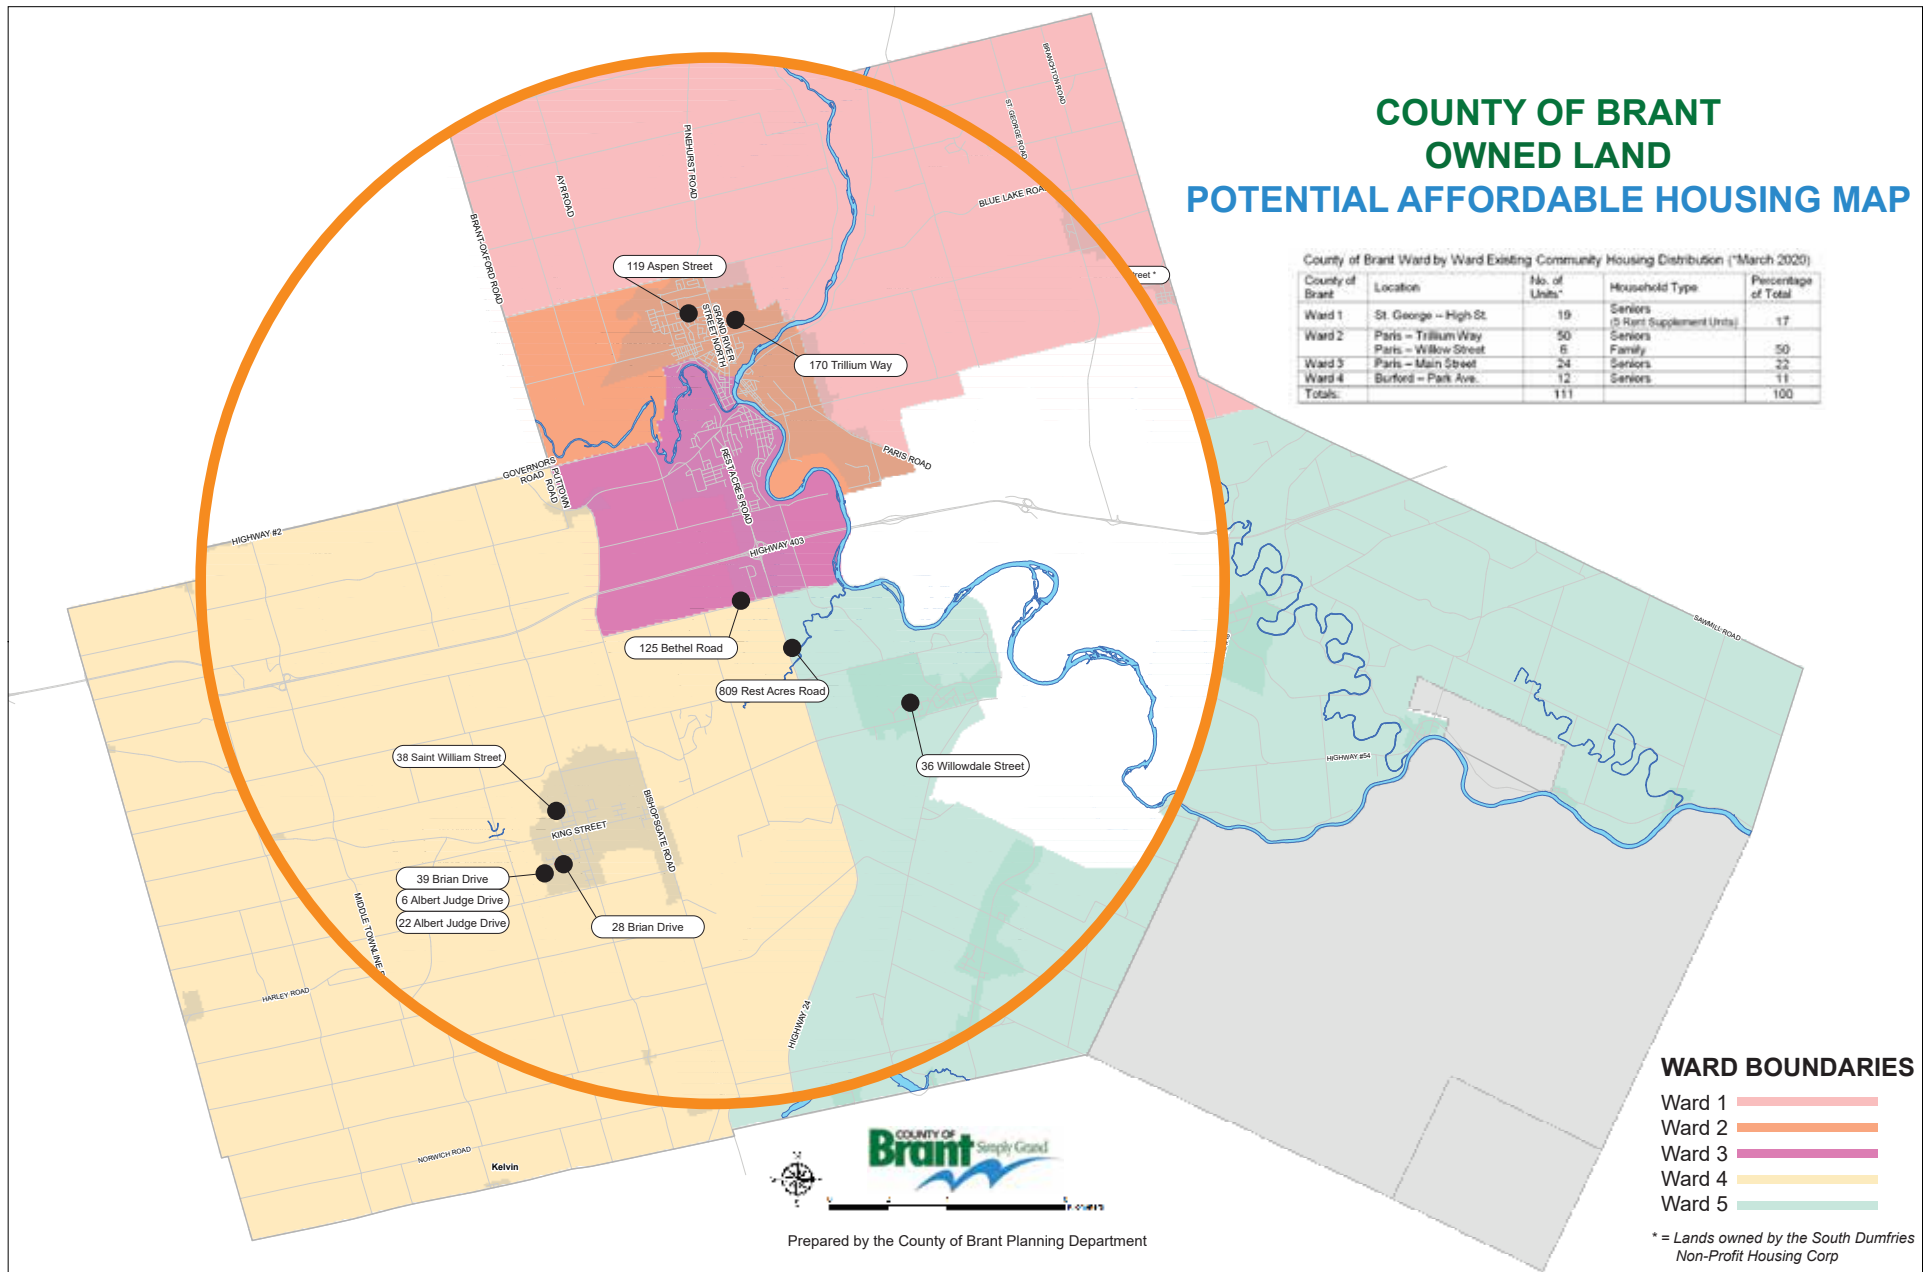 COUNTY OF BRANT
OWNED LAND
POTENTIAL AFFORDABLE HOUSING MAP
County of Brant Ward by Ward Existing Community Housing Distribution (*March 2020)
County of Brant | Location | No. of Units* | Household Type | Percentage of Total
Ward 1 | St. George – High St. | 19 | Seniors (5 Rent Supplement Units) | 17
Ward 2 | Paris – Trillium Way | 50 | Seniors
Paris – Willow Street | 6 | Family | 50
Ward 3 | Paris – Main Street | 24 | Seniors | 22
Ward 4 | Burford – Park Ave. | 12 | Seniors | 11
Totals: | 111 | 100
BRANCHTON ROAD
ST. GEORGE ROAD
PINEHURST ROAD
AYR ROAD
BLUE LAKE ROA
BRANT-OXFORD ROAD
119 Aspen Street
reet *
GRAND RIVER
STREET NORTH
170 Trillium Way
PARIS ROAD
GOVERNORS
ROAD
PUTTOWN
ROAD
REST ACRES ROAD
HIGHWAY #2
HIGHWAY 403
125 Bethel Road
809 Rest Acres Road
SAWMILL ROAD
38 Saint William Street
36 Willowdale Street
HIGHWAY #54
KING STREET
BISHOPSGATE ROAD
39 Brian Drive
6 Albert Judge Drive
22 Albert Judge Drive
28 Brian Drive
MIDDLE TOWNLINE
HARLEY ROAD
HIGHWAY 24
NORWICH ROAD
Kelvin
COUNTY OF
Brant Simply Grand
Prepared by the County of Brant Planning Department
WARD BOUNDARIES
Ward 1
Ward 2
Ward 3
Ward 4
Ward 5
* = Lands owned by the South Dumfries
Non-Profit Housing Corp